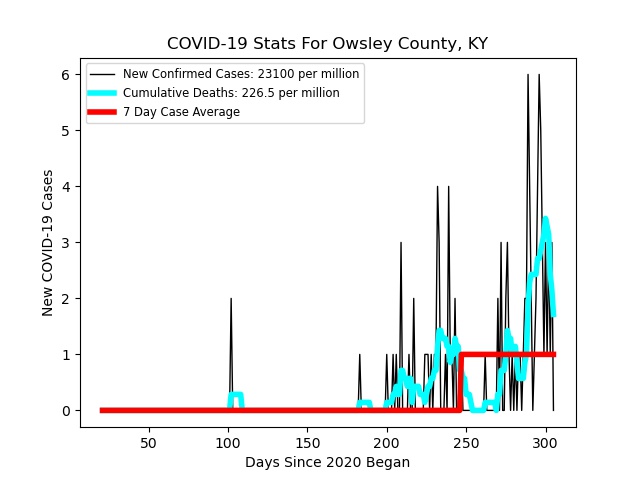 COVID-19 Stats For Owsley County, KY
New Confirmed Cases: 23100 per million
Cumulative Deaths: 226.5 per million
7 Day Case Average
New COVID-19 Cases
6
5
4
3
2
1
0
50 100 150 200 250 300
Days Since 2020 Began